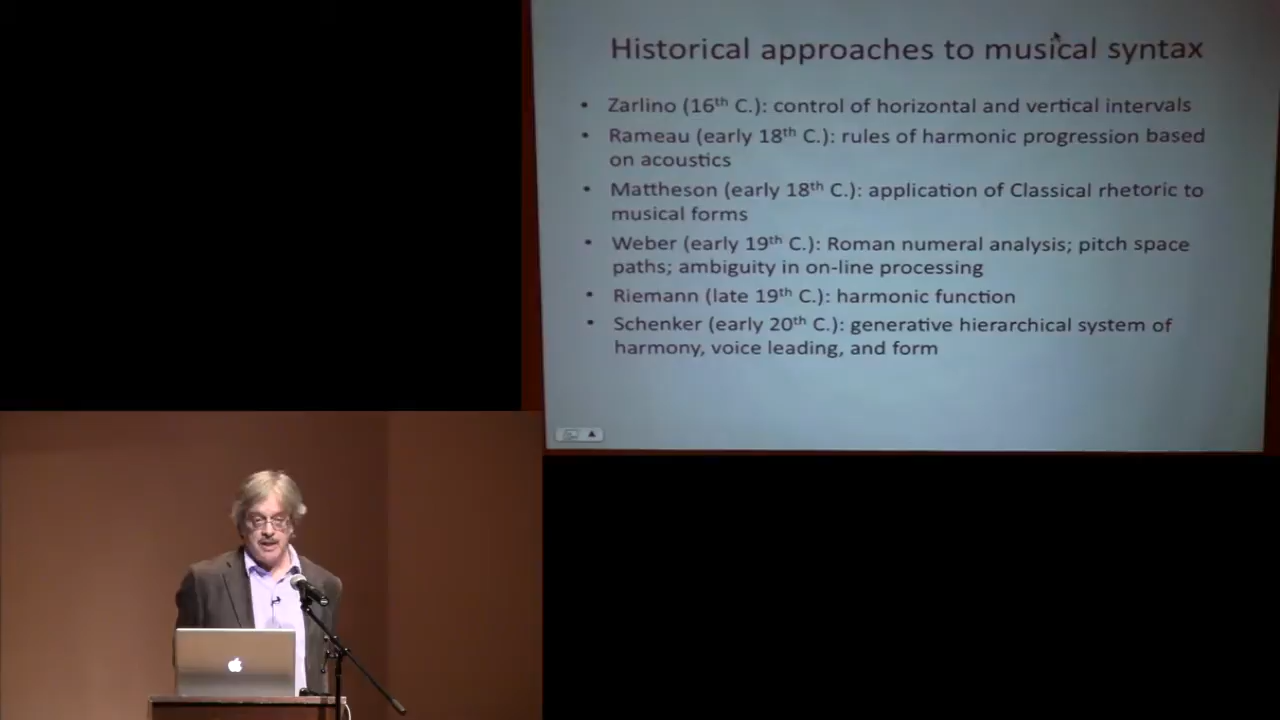 Historical approaches to musical syntax
• Zarlino (16th C.): control of horizontal and vertical intervals
• Rameau (early 18th C.): rules of harmonic progression based
on acoustics
• Mattheson (early 18th C.): application of Classical rhetoric to
musical forms
• Weber (early 19th C.): Roman numeral analysis; pitch space
paths; ambiguity in on-line processing
• Riemann (late 19th C.): harmonic function
• Schenker (early 20th C.): generative hierarchical system of
harmony, voice leading, and form